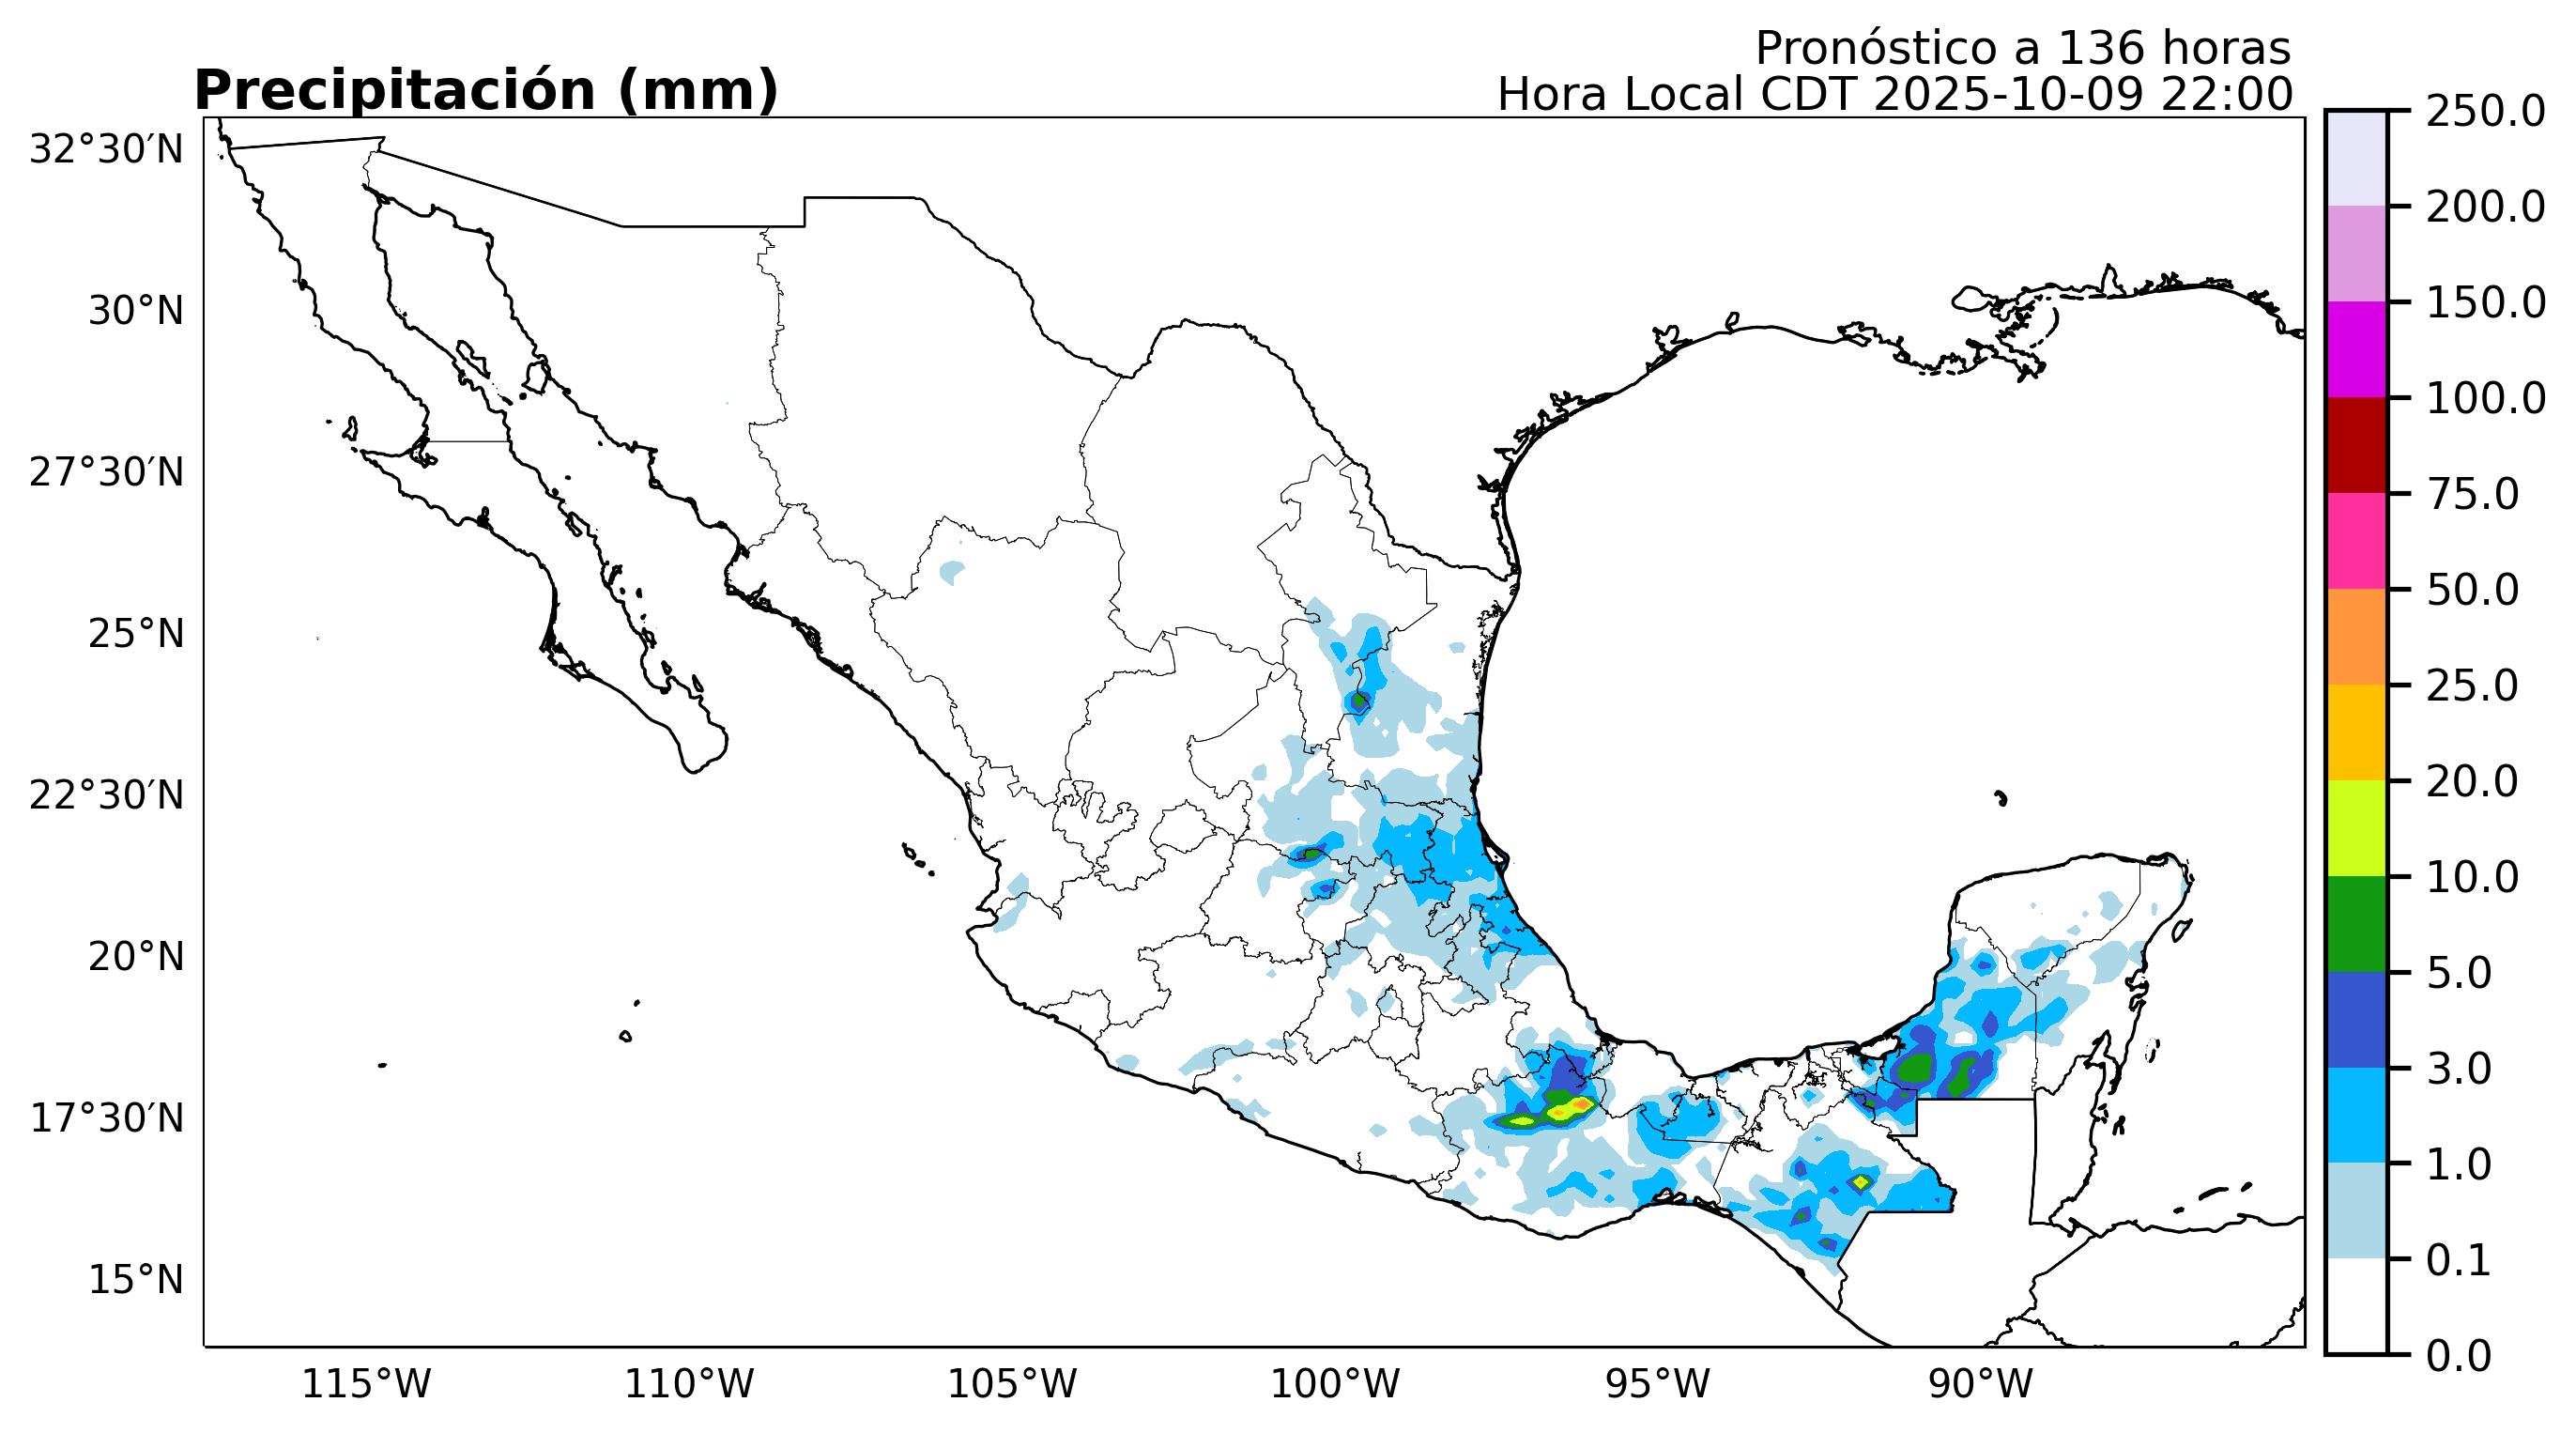 Pronóstico a 136 horas
Precipitación (mm)
Hora Local CDT 2025-10-09 22:00
32°30′N
30°N
27°30′N
25°N
22°30′N
20°N
17°30′N
15°N
115°W
110°W
105°W
100°W
95°W
90°W
250.0
200.0
150.0
100.0
75.0
50.0
25.0
20.0
10.0
5.0
3.0
1.0
0.1
0.0